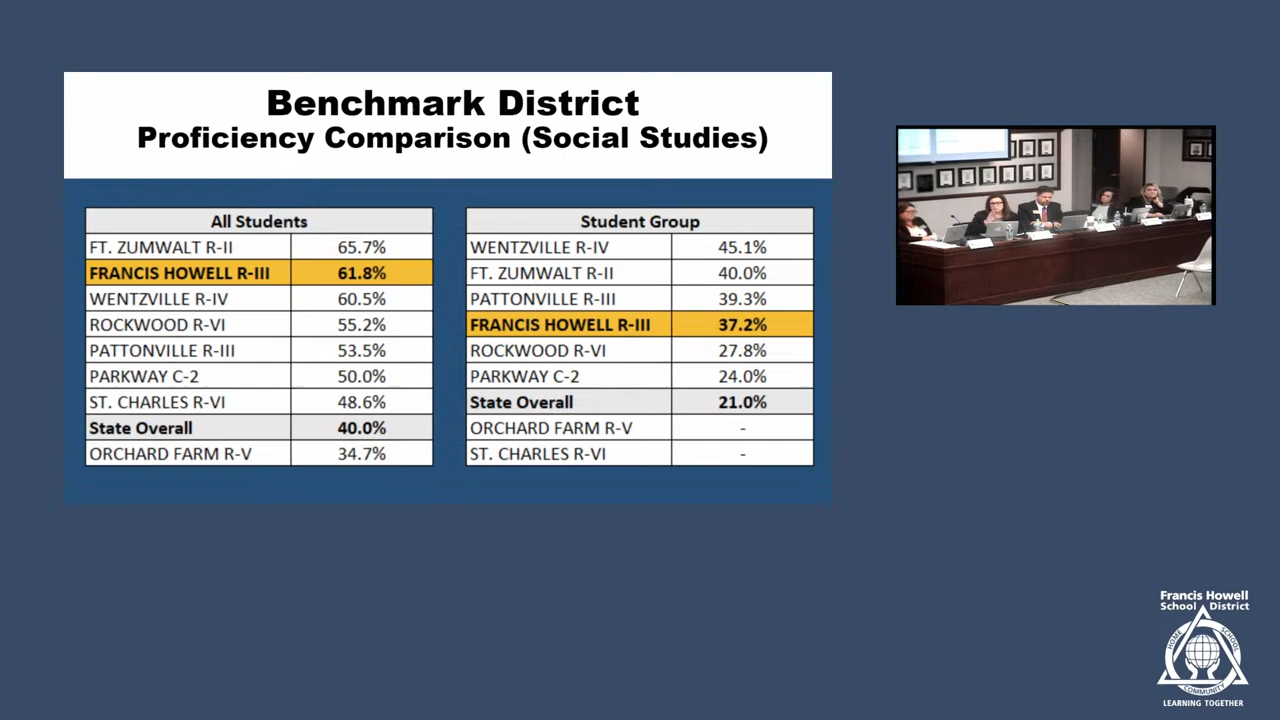 Benchmark District
Proficiency Comparison (Social Studies)
All Students
FT. ZUMWALT R-II 65.7%
FRANCIS HOWELL R-III 61.8%
WENTZVILLE R-IV 60.5%
ROCKWOOD R-VI 55.2%
PATTONVILLE R-III 53.5%
PARKWAY C-2 50.0%
ST. CHARLES R-VI 48.6%
State Overall 40.0%
ORCHARD FARM R-V 34.7%
Student Group
WENTZVILLE R-IV 45.1%
FT. ZUMWALT R-II 40.0%
PATTONVILLE R-III 39.3%
FRANCIS HOWELL R-III 37.2%
ROCKWOOD R-VI 27.8%
PARKWAY C-2 24.0%
State Overall 21.0%
ORCHARD FARM R-V -
ST. CHARLES R-VI -
Francis Howell
School District
HOME SCHOOL
COMMUNITY
LEARNING TOGETHER